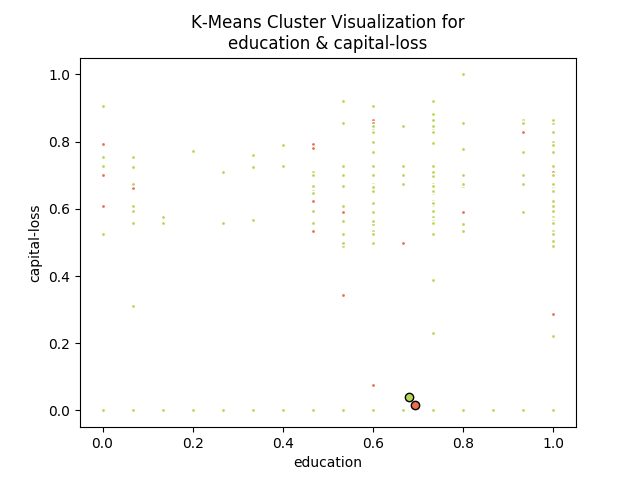 K-Means Cluster Visualization for
education & capital-loss
1.0
0.8
0.6
0.4
0.2
0.0
capital-loss
0.0 0.2 0.4 0.6 0.8 1.0
education